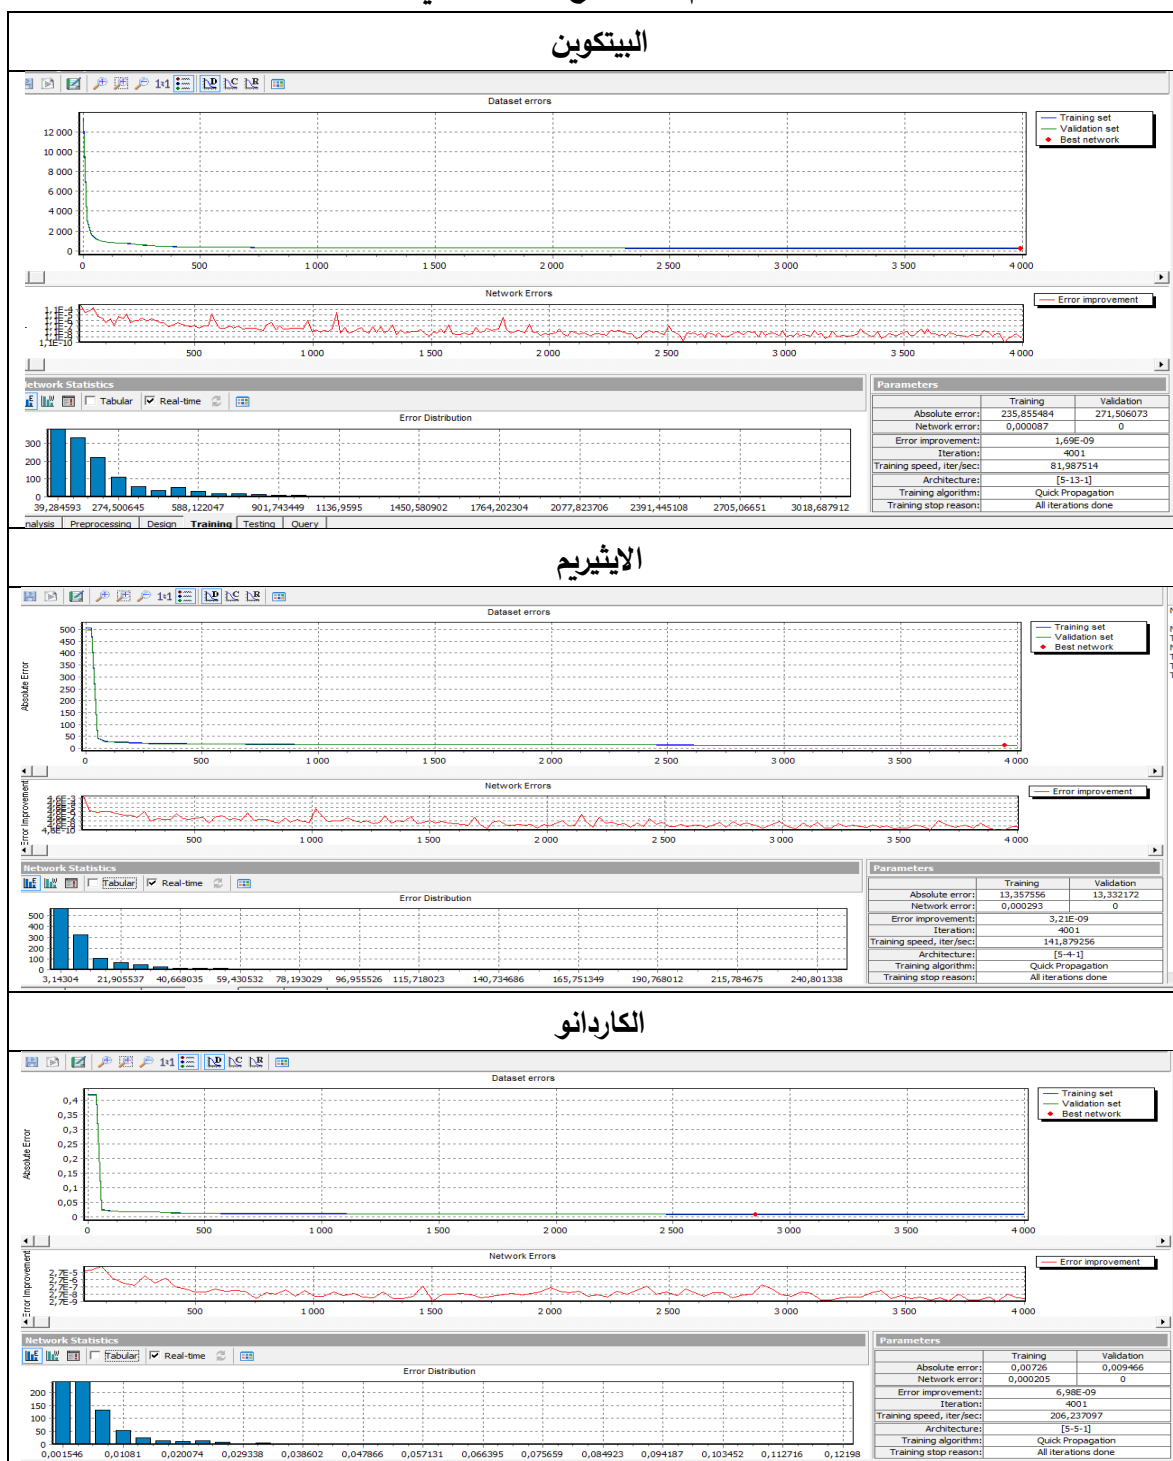 البيتكوين
1:1
Dataset errors
12 000
10 000
8 000
6 000
4 000
2 000
0
0 500 1 000 1 500 2 000 2 500 3 000 3 500 4 000
Training set
Validation set
Best network
Network Errors
1,1E-4
1,1E-10
500 1 000 1 500 2 000 2 500 3 000 3 500 4 000
Error improvement
Network Statistics
Tabular Real-time
Error Distribution
300
200
100
0
39,284593 274,500645 588,122047 901,743449 1136,9595 1450,580902 1764,202304 2077,823706 2391,445108 2705,06651 3018,687912
Parameters
Training Validation
Absolute error: 235,855484 271,506073
Network error: 0,000087 0
Error improvement: 1,69E-09
Iteration: 4001
Training speed, iter/sec: 81,987514
Architecture: [5-13-1]
Training algorithm: Quick Propagation
Training stop reason: All iterations done
nalysis Preprocessing Design Training Testing Query
الايثيريم
1:1
Dataset errors
Absolute Error
500
450
400
350
300
250
200
150
100
50
0
0 500 1 000 1 500 2 000 2 500 3 000 3 500 4 000
Training set
Validation set
Best network
Network Errors
Error Improvement
4,6E-3
4,6E-10
500 1 000 1 500 2 000 2 500 3 000 3 500 4 000
Error improvement
Network Statistics
Tabular Real-time
Error Distribution
500
400
300
200
100
0
3,14304 21,905537 40,668035 59,430532 78,193029 96,955526 115,718023 140,734686 165,751349 190,768012 215,784675 240,801338
Parameters
Training Validation
Absolute error: 13,357556 13,332172
Network error: 0,000293 0
Error improvement: 3,21E-09
Iteration: 4001
Training speed, iter/sec: 141,879256
Architecture: [5-4-1]
Training algorithm: Quick Propagation
Training stop reason: All iterations done
الكاردانو
1:1
Dataset errors
Absolute Error
0,4
0,35
0,3
0,25
0,2
0,15
0,1
0,05
0
0 500 1 000 1 500 2 000 2 500 3 000 3 500 4 000
Training set
Validation set
Best network
Network Errors
Error Improvement
2,7E-5
2,7E-6
2,7E-7
2,7E-8
2,7E-9
500 1 000 1 500 2 000 2 500 3 000 3 500 4 000
Error improvement
Network Statistics
Tabular Real-time
Error Distribution
200
150
100
50
0
0,001546 0,01081 0,020074 0,029338 0,038602 0,047866 0,057131 0,066395 0,075659 0,084923 0,094187 0,103452 0,112716 0,12198
Parameters
Training Validation
Absolute error: 0,00726 0,009466
Network error: 0,000205 0
Error improvement: 6,98E-09
Iteration: 4001
Training speed, iter/sec: 206,237097
Architecture: [5-5-1]
Training algorithm: Quick Propagation
Training stop reason: All iterations done